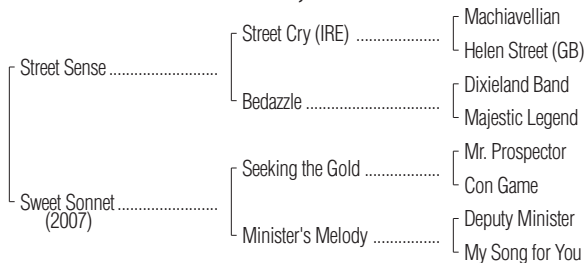 Machiavellian
Street Cry (IRE) ..................
Helen Street (GB)
Street Sense .......................
Dixieland Band
Bedazzle .............................
Majestic Legend
Mr. Prospector
Seeking the Gold ................
Con Game
Sweet Sonnet .....................
(2007)
Deputy Minister
Minister's Melody ..............
My Song for You